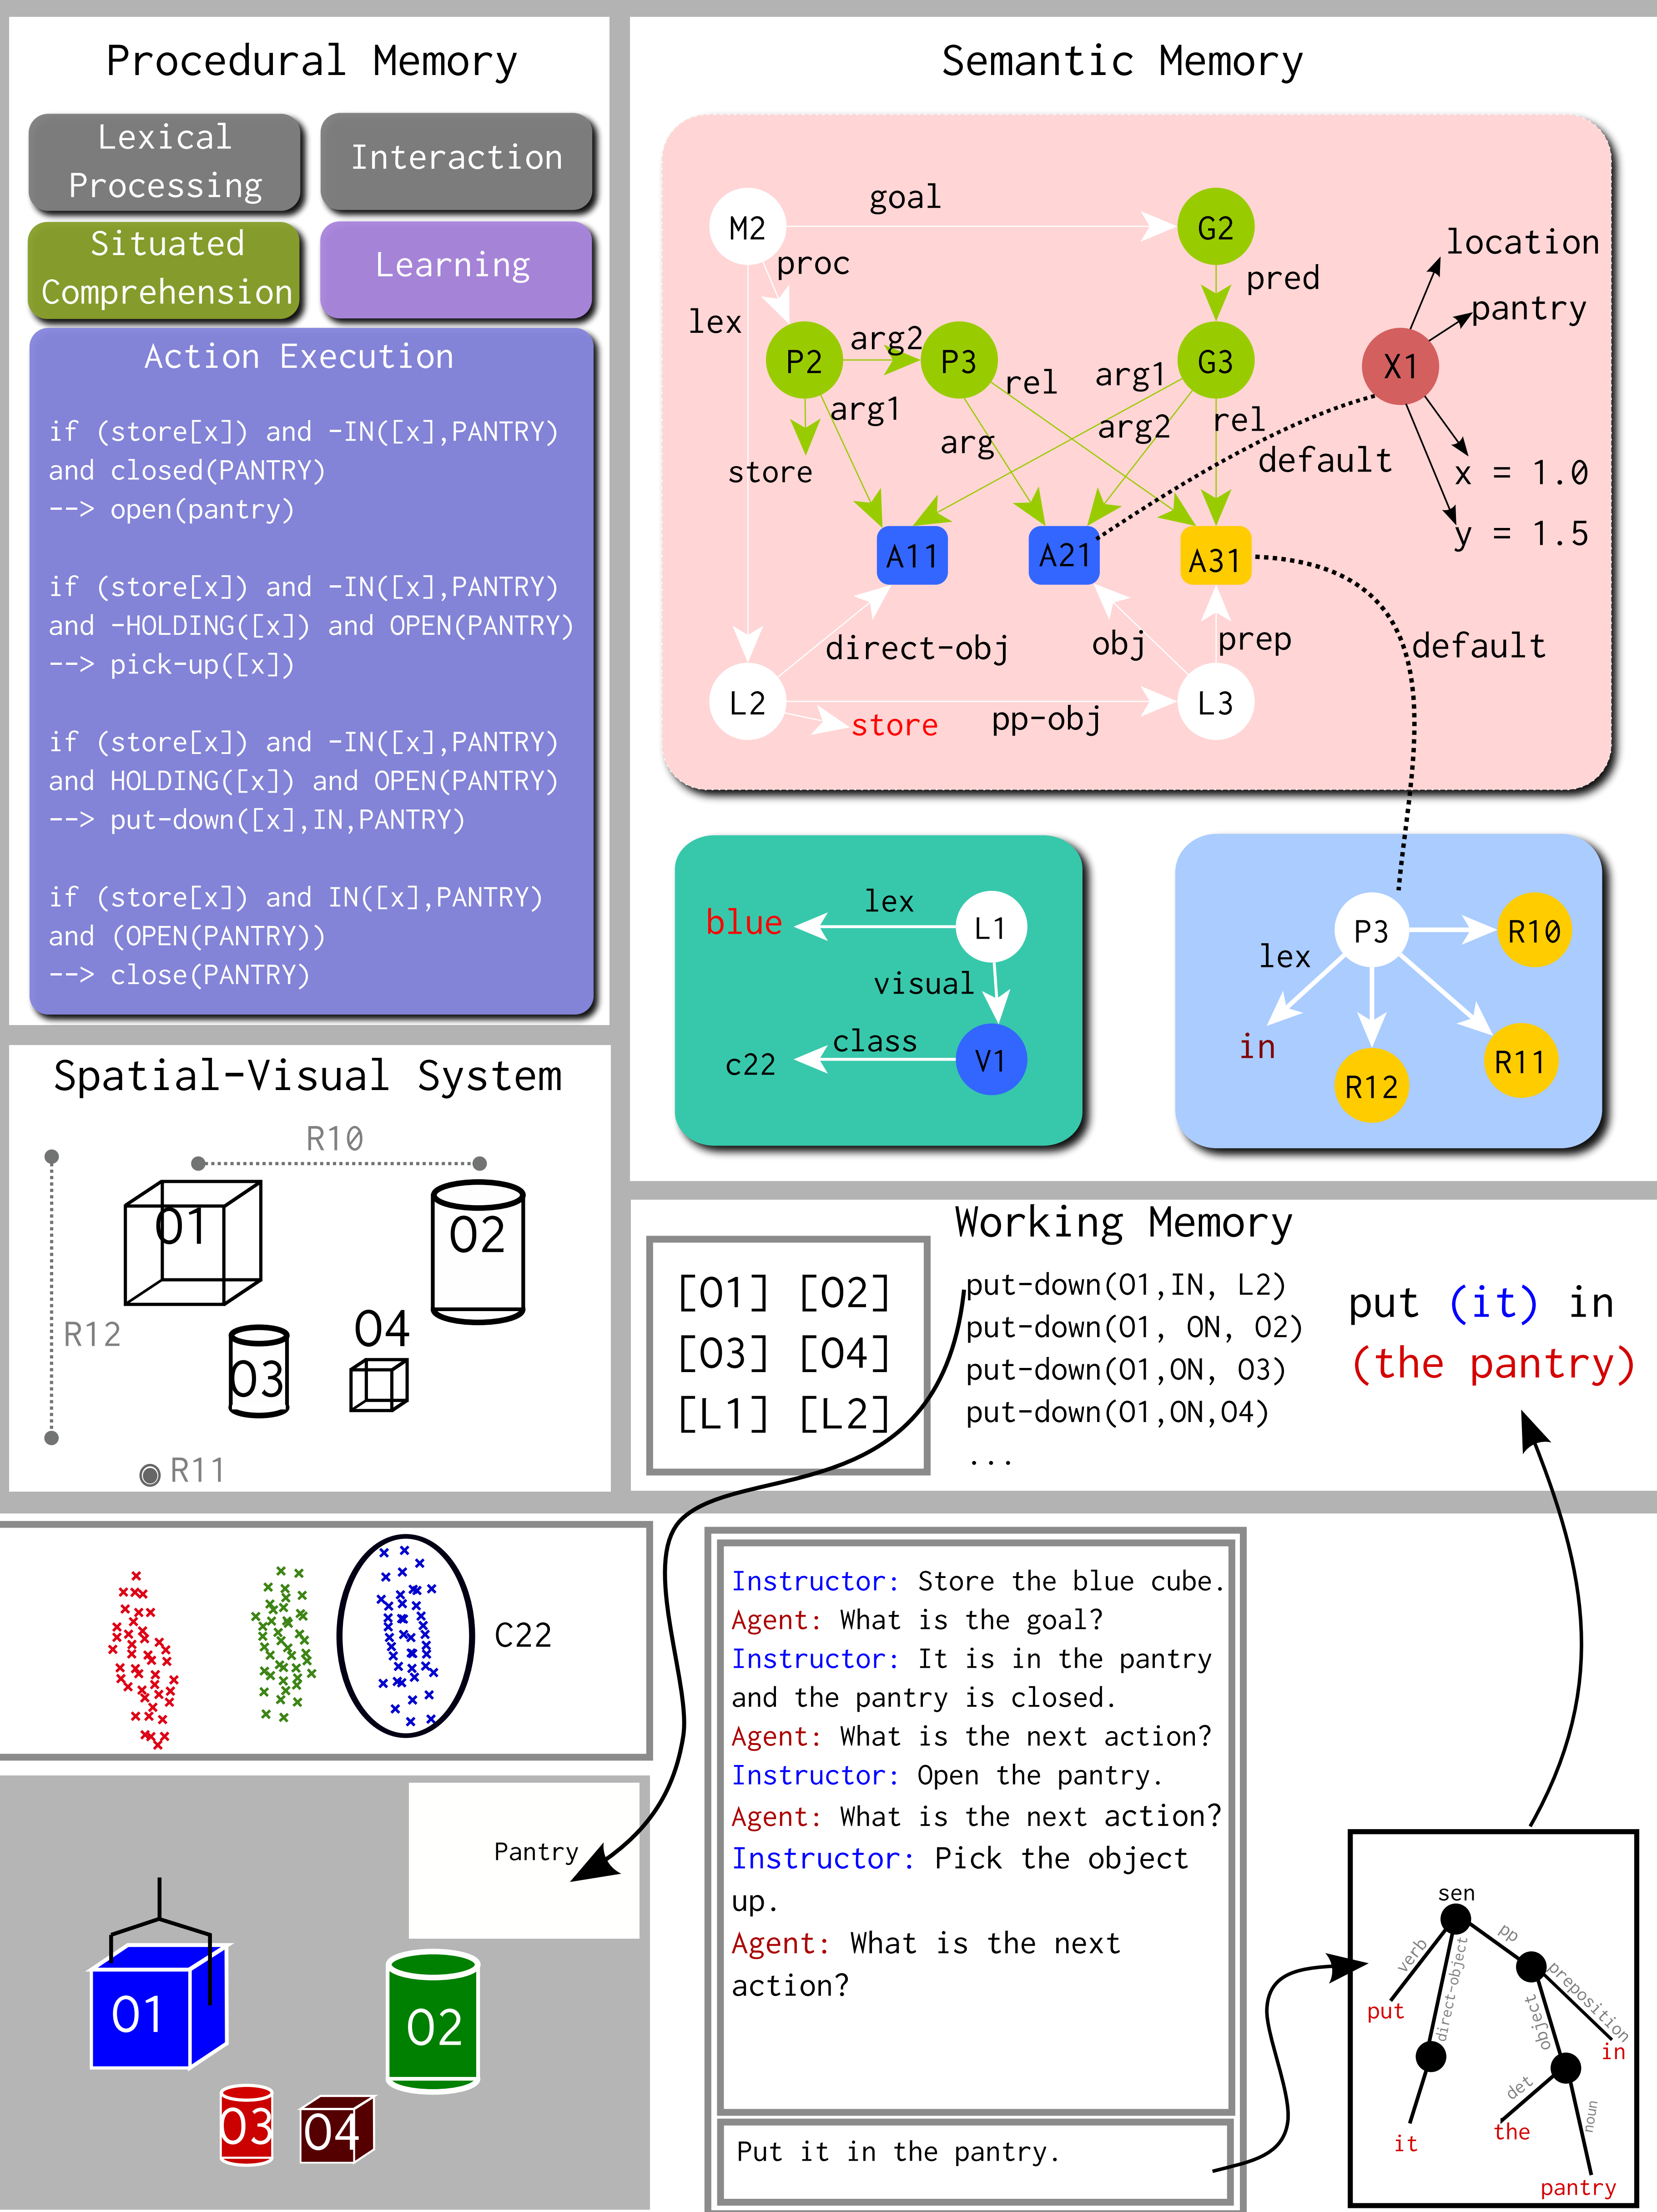 Procedural Memory
Lexical
Processing
Interaction
Situated
Comprehension
Learning
Action Execution
if (store[x]) and -IN([x],PANTRY)
and closed(PANTRY)
--> open(pantry)
if (store[x]) and -IN([x],PANTRY)
and -HOLDING([x]) and OPEN(PANTRY)
--> pick-up([x])
if (store[x]) and -IN([x],PANTRY)
and HOLDING([x]) and OPEN(PANTRY)
--> put-down([x],IN,PANTRY)
if (store[x]) and IN([x],PANTRY)
and (OPEN(PANTRY))
--> close(PANTRY)
Semantic Memory
M2
goal
G2
proc
pred
location
lex
pantry
P2
arg2
P3
rel
arg1
G3
X1
arg1
arg
arg2
rel
store
default
x = 1.0
y = 1.5
A11
A21
A31
direct-obj
obj
prep
default
L2
store
pp-obj
L3
blue
lex
L1
visual
c22
class
V1
P3
R10
lex
in
R12
R11
Spatial-Visual System
R10
O1
O2
R12
O4
O3
R11
Working Memory
[O1] [O2]
[O3] [O4]
[L1] [L2]
put-down(O1,IN, L2)
put-down(O1, ON, O2)
put-down(O1,ON, O3)
put-down(O1,ON,O4)
...
put (it) in
(the pantry)
C22
Pantry
O1
O2
O3
O4
Instructor: Store the blue cube.
Agent: What is the goal?
Instructor: It is in the pantry
and the pantry is closed.
Agent: What is the next action?
Instructor: Open the pantry.
Agent: What is the next action?
Instructor: Pick the object
up.
Agent: What is the next
action?
Put it in the pantry.
sen
verb
direct-object
pp
preposition
put
object
in
det
noun
it
the
pantry